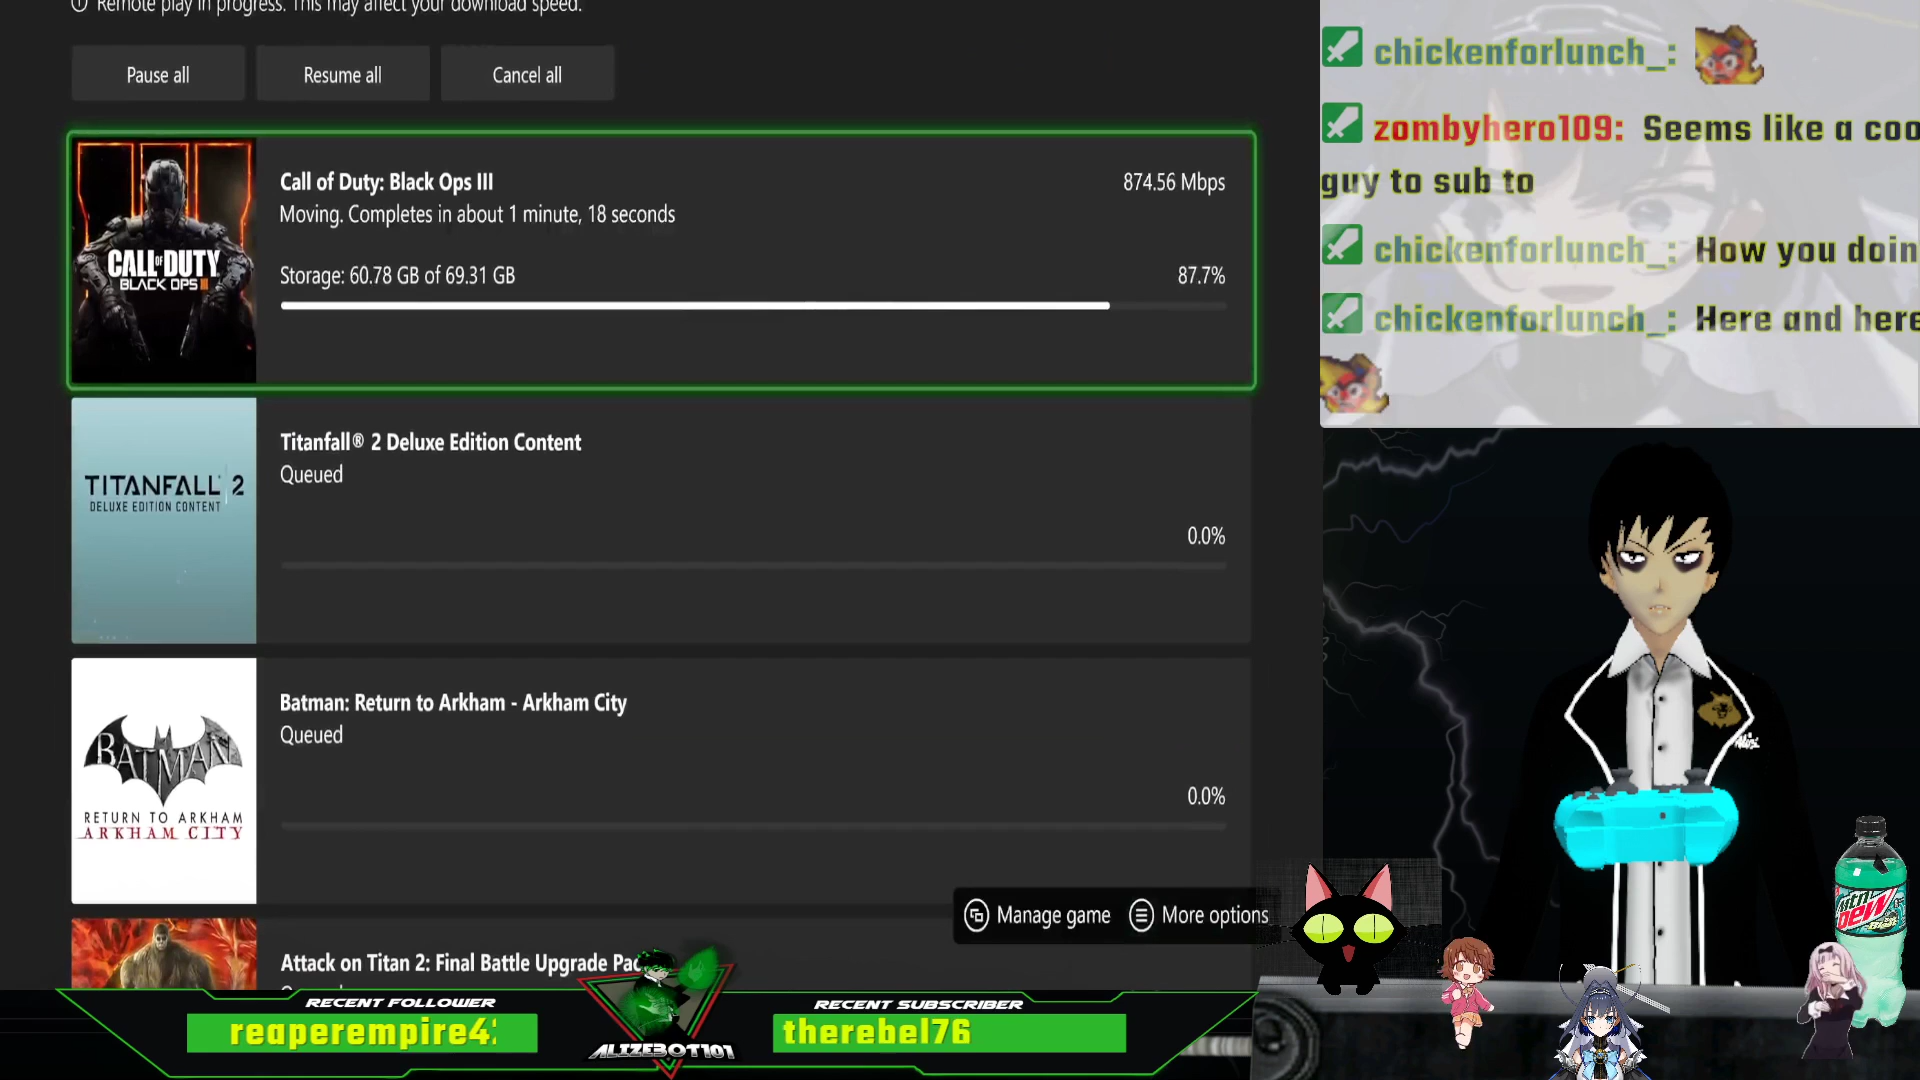 Remote play in progress. This may affect your download speed.
Pause all
Resume all
Cancel all
CALL OF DUTY
BLACK OPS III
Call of Duty: Black Ops III
874.56 Mbps
Moving. Completes in about 1 minute, 18 seconds
Storage: 60.78 GB of 69.31 GB
87.7%
TITANFALL 2
DELUXE EDITION CONTENT
Titanfall® 2 Deluxe Edition Content
Queued
0.0%
BATMAN
RETURN TO ARKHAM
ARKHAM CITY
Batman: Return to Arkham - Arkham City
Queued
0.0%
Manage game
More options
Attack on Titan 2: Final Battle Upgrade Pac
RECENT FOLLOWER
reaperempire4
ALIZEBOT101
RECENT SUBSCRIBER
therebel76
chickenforlunch_:
zombyhero109: Seems like a coo
guy to sub to
chickenforlunch_: How you doin
chickenforlunch_: Here and here
mtn
DEW